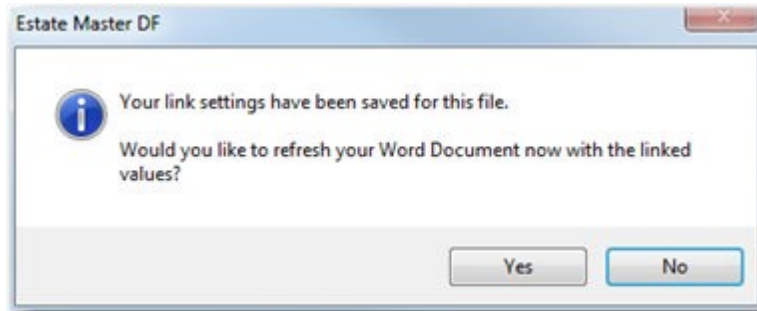 Estate Master DF
Your link settings have been saved for this file.
Would you like to refresh your Word Document now with the linked
values?
Yes
No